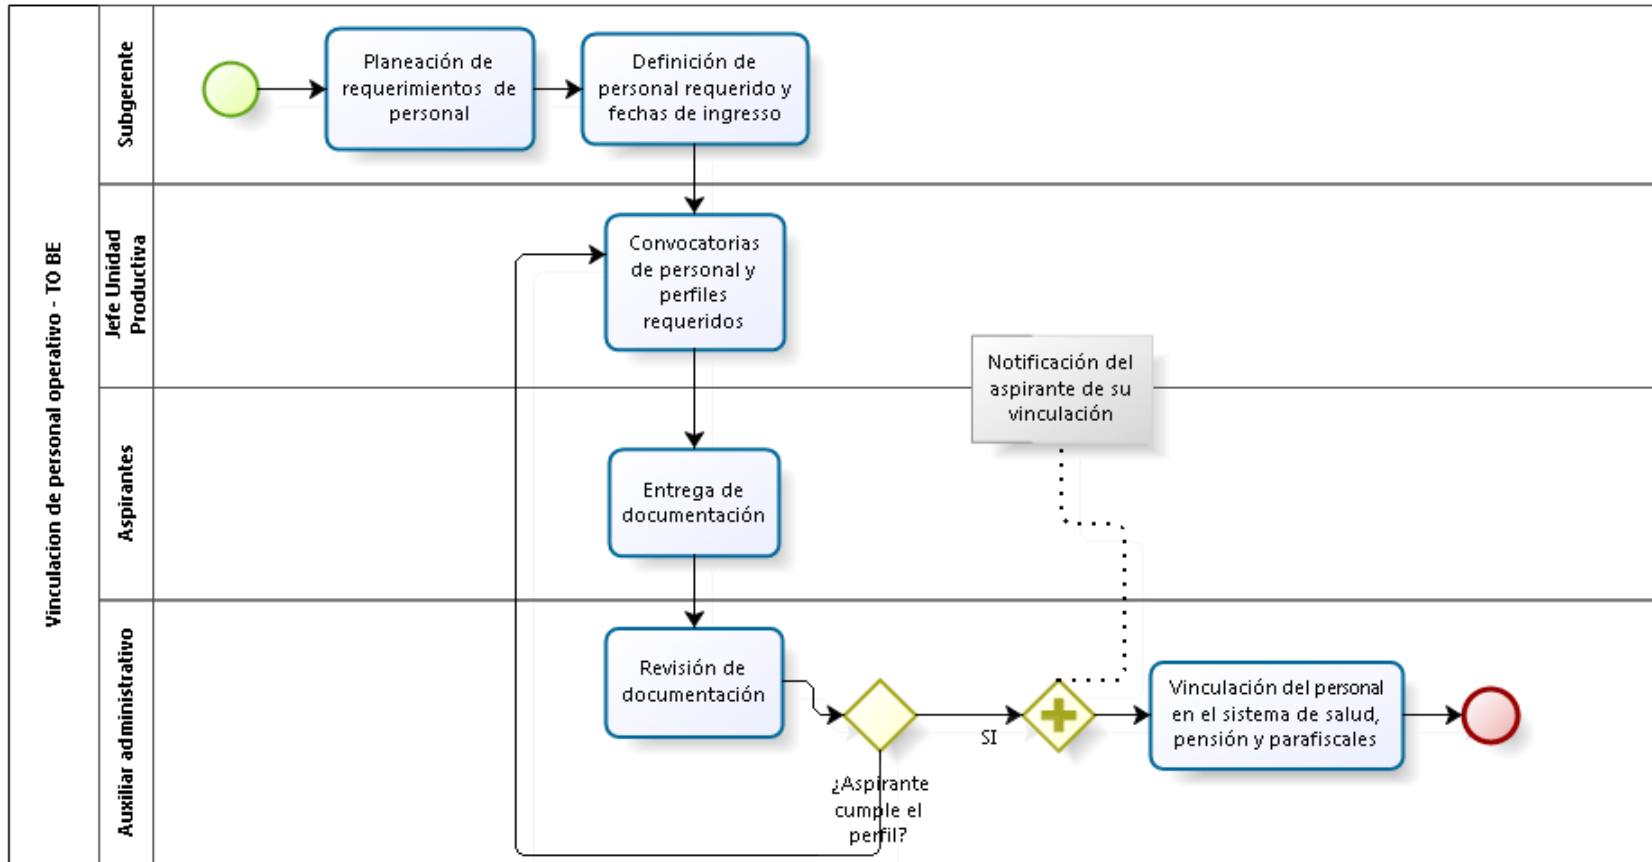 Vinculacion de personal operativo - TO BE
Subgerente
Planeación de
requerimientos de
personal
Definición de
personal requerido y
fechas de ingresso
Jefe Unidad
Productiva
Convocatorias
de personal y
perfiles
requeridos
Notificación del
aspirante de su
vinculación
Aspirantes
Entrega de
documentación
Auxiliar administrativo
Revisión de
documentación
¿Aspirante
cumple el
perfil?
SI
Vinculación del personal
en el sistema de salud,
pensión y parafiscales